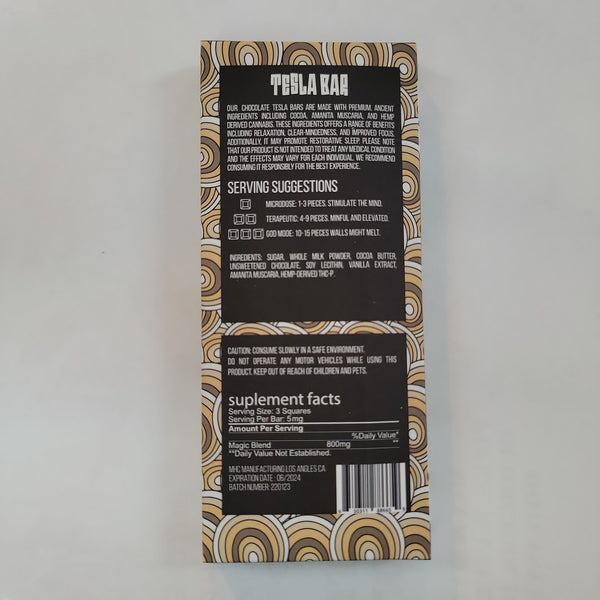 TESLA BAR
OUR CHOCOLATE TESLA BARS ARE MADE WITH PREMIUM, ANCIENT
INGREDIENTS INCLUDING COCOA, AMANITA MUSCARIA, AND HEMP
DERIVED CANNABIS. THESE INGREDIENTS OFFERS A RANGE OF BENEFITS
INCLUDING RELAXATION, CLEAR-MINDEDNESS, AND IMPROVED FOCUS.
ADDITIONALLY, IT MAY PROMOTE RESTORATIVE SLEEP. PLEASE NOTE
THAT OUR PRODUCT IS NOT INTENDED TO TREAT ANY MEDICAL CONDITION
AND THE EFFECTS MAY VARY FOR EACH INDIVIDUAL. WE RECOMMEND
CONSUMING IT RESPONSIBLY FOR THE BEST EXPERIENCE.
SERVING SUGGESTIONS
MICRODOSE: 1-3 PIECES. STIMULATE THE MIND.
TERAPEUTIC: 4-9 PIECES. MINFUL AND ELEVATED.
GOD MODE: 10-15 PIECES WALLS MIGHT MELT.
INGREDIENTS: SUGAR, WHOLE MILK POWDER, COCOA BUTTER,
UNSWEETENED CHOCOLATE, SOY LECITHIN, VANILLA EXTRACT,
AMANITA MUSCARIA, HEMP-DERIVED THC-P
CAUTION: CONSUME SLOWLY IN A SAFE ENVIRONMENT.
DO NOT OPERATE ANY MOTOR VEHICLES WHILE USING THIS
PRODUCT. KEEP OUT OF REACH OF CHILDREN AND PETS.
suplement facts
Serving Size: 3 Squares
Serving Per Bar: 5mg
Amount Per Serving
%Daily Value*
Magic Blend 800mg **
**Daily Value Not Established.
MHC MANUFACTURING LOS ANGLES CA
EXPIRATION DATE : 06/2024
BATCH NUMBER: 220123